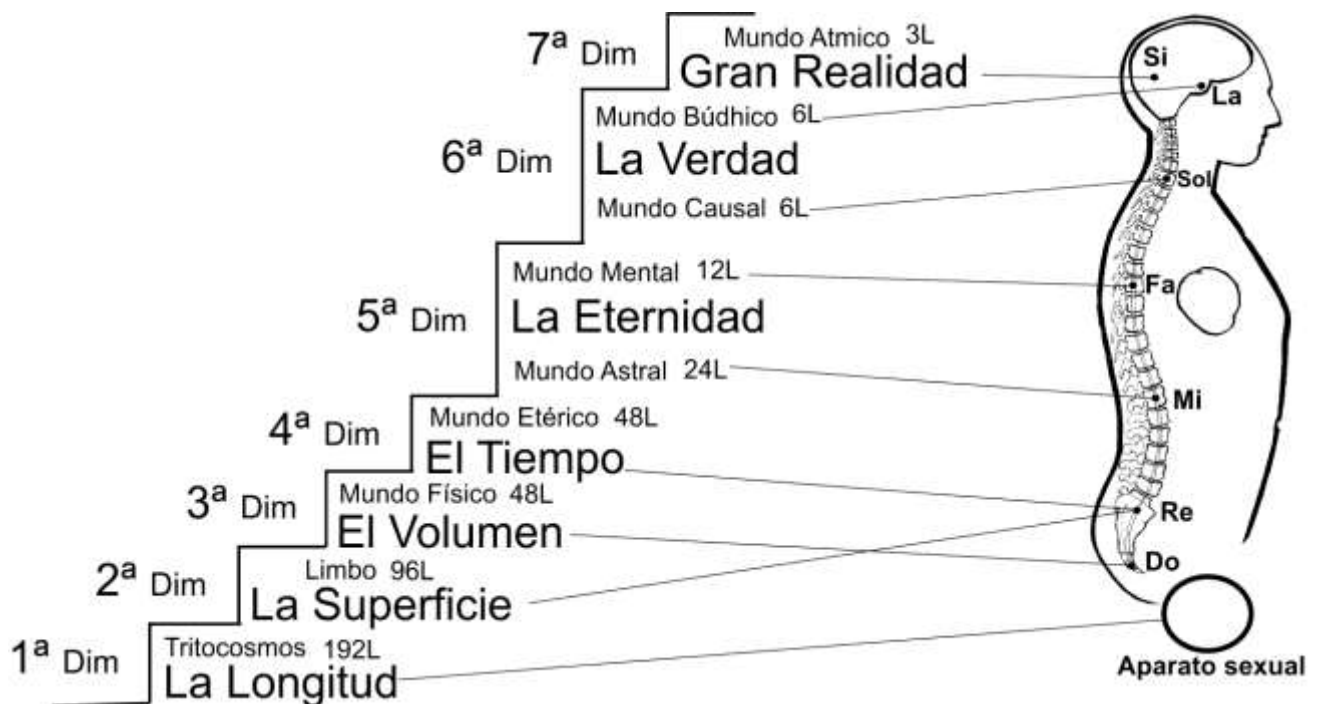 7ª Dim
Mundo Atmico 3L
Gran Realidad
6ª Dim
Mundo Búdhico 6L
La Verdad
Mundo Causal 6L
5ª Dim
Mundo Mental 12L
La Eternidad
Mundo Astral 24L
4ª Dim
Mundo Etérico 48L
El Tiempo
3ª Dim
Mundo Físico 48L
El Volumen
2ª Dim
Limbo 96L
La Superficie
1ª Dim
Tritocosmos 192L
La Longitud
Si
La
Sol
Fa
Mi
Re
Do
Aparato sexual